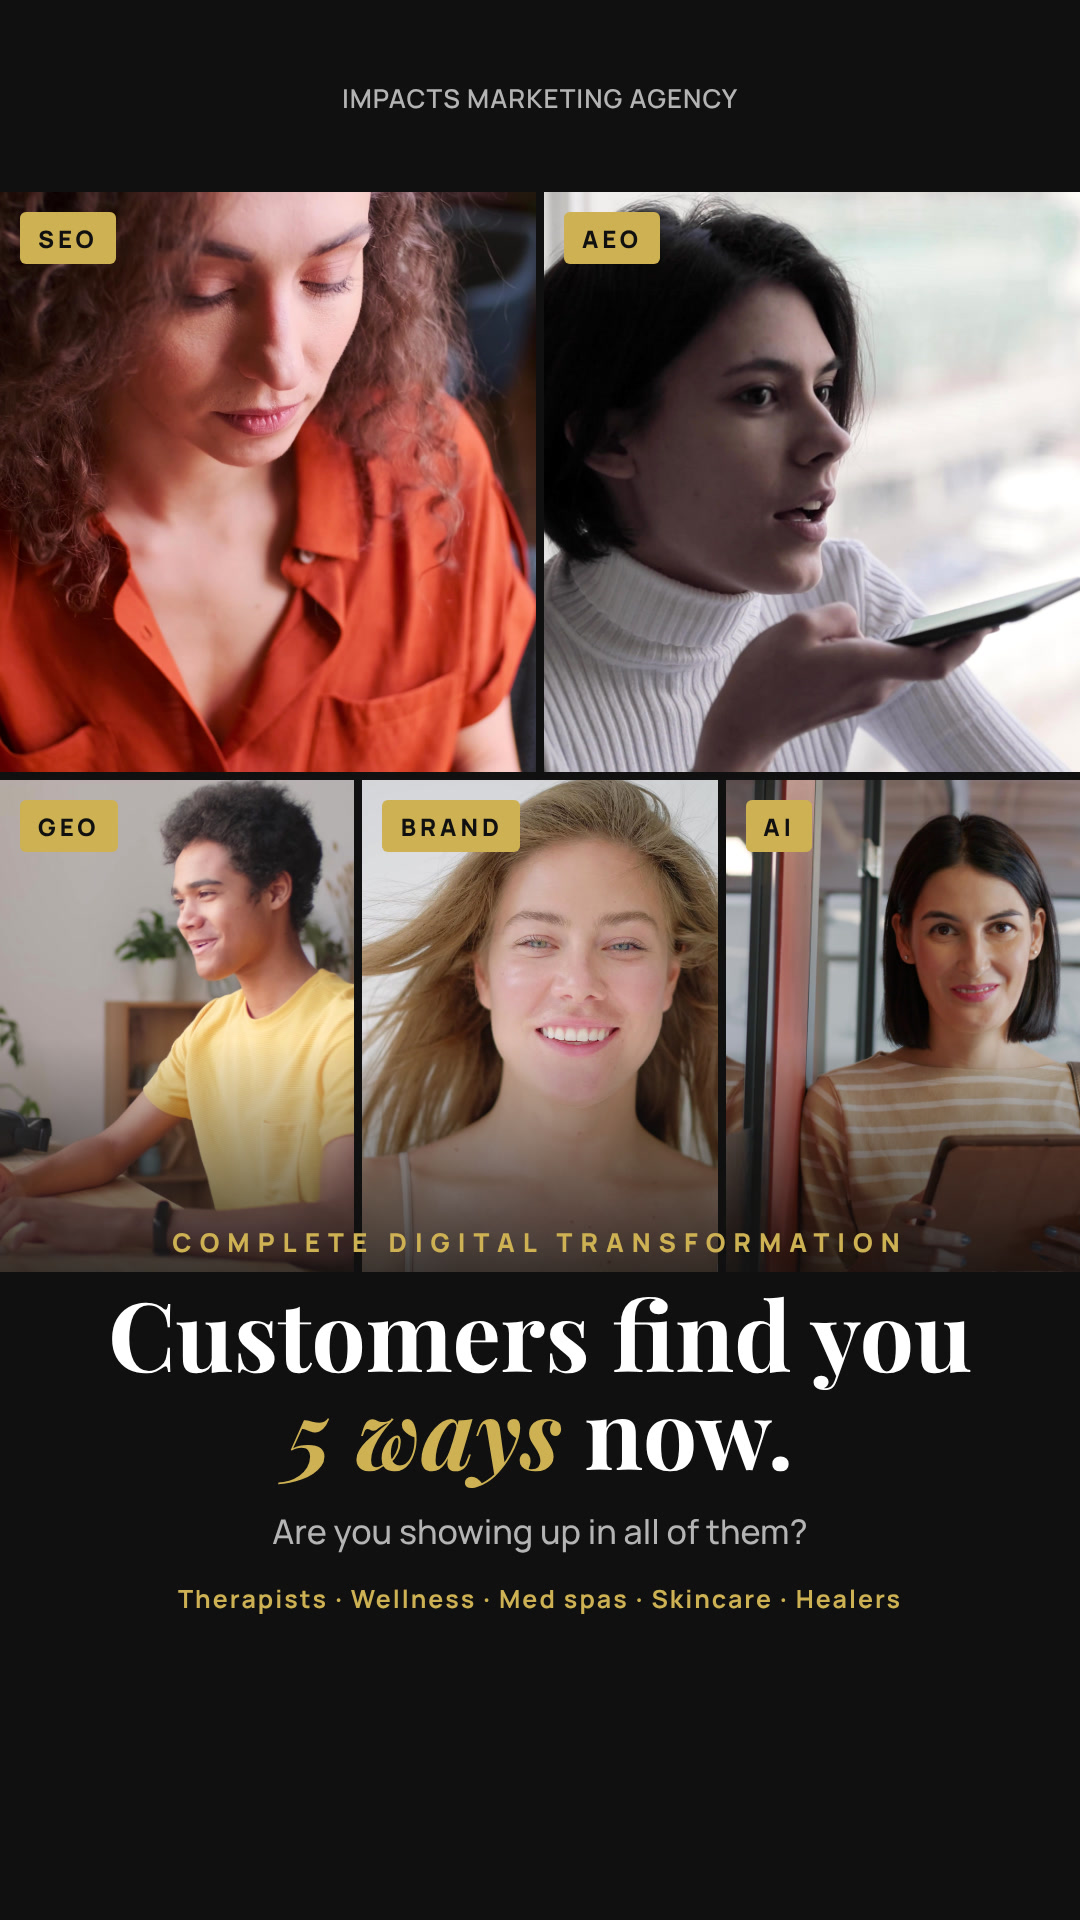 IMPACTS MARKETING AGENCY
SEO
AEO
GEO
BRAND
AI
COMPLETE DIGITAL TRANSFORMATION
Customers find you
5 ways now.
Are you showing up in all of them?
Therapists · Wellness · Med spas · Skincare · Healers